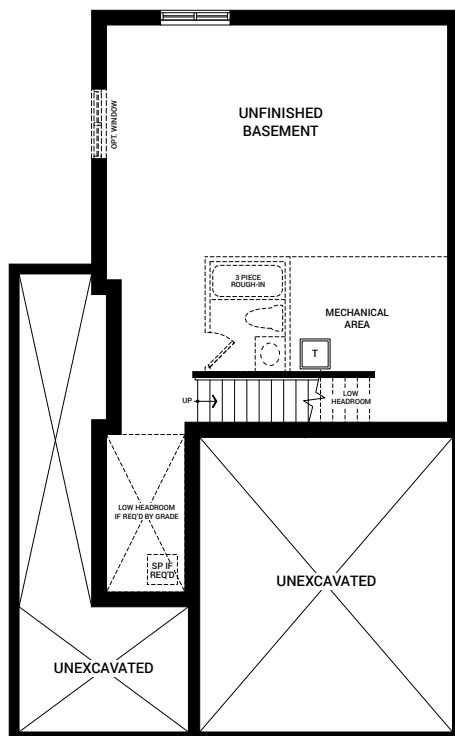 UNFINISHED
BASEMENT
OPT. WINDOW
3 PIECE
ROUGH-IN
MECHANICAL
AREA
T
UP
LOW
HEADROOM
LOW HEADROOM
IF REQ'D BY GRADE
SP IF
REQ'D
UNEXCAVATED
UNEXCAVATED